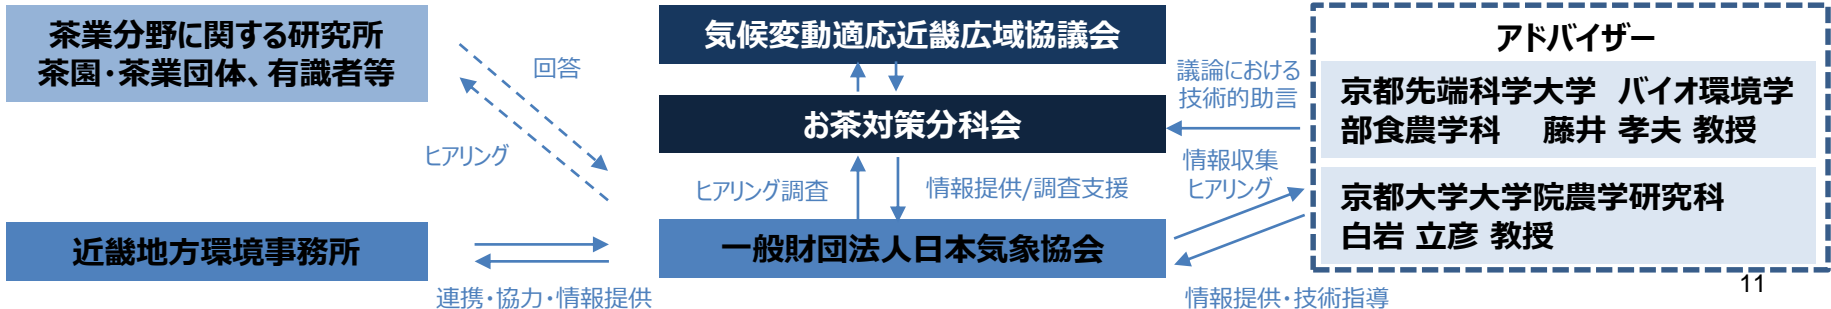 茶業分野に関する研究所
茶園・茶業団体、有識者等
回答
ヒアリング
近畿地方環境事務所
連携・協力・情報提供
気候変動適応近畿広域協議会
お茶対策分科会
ヒアリング調査
情報提供/調査支援
一般財団法人日本気象協会
議論における
技術的助言
情報収集
ヒアリング
情報提供・技術指導
アドバイザー
京都先端科学大学 バイオ環境学
部食農学科 藤井 孝夫 教授
京都大学大学院農学研究科
白岩 立彦 教授
11